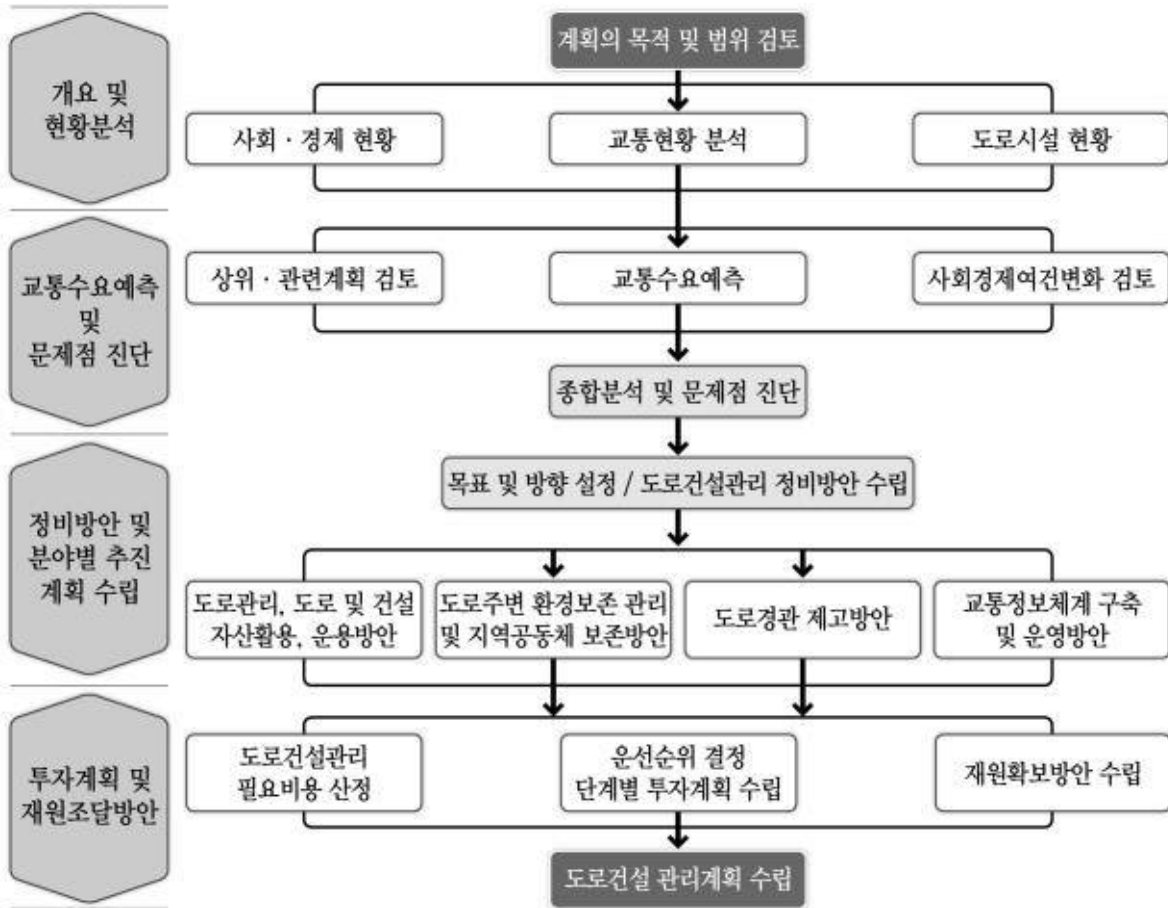 개요 및
현황분석
계획의 목적 및 범위 검토
사회 · 경제 현황
교통현황 분석
도로시설 현황
교통수요예측
및
문제점 진단
상위 · 관련계획 검토
교통수요예측
사회경제여건변화 검토
종합분석 및 문제점 진단
정비방안 및
분야별 추진
계획 수립
목표 및 방향 설정 / 도로건설관리 정비방안 수립
도로관리, 도로 및 건설
자산활용, 운용방안
도로주변 환경보존 관리
및 지역공동체 보존방안
도로경관 제고방안
교통정보체계 구축
및 운영방안
투자계획 및
재원조달방안
도로건설관리
필요비용 산정
운선순위 결정
단계별 투자계획 수립
재원확보방안 수립
도로건설 관리계획 수립